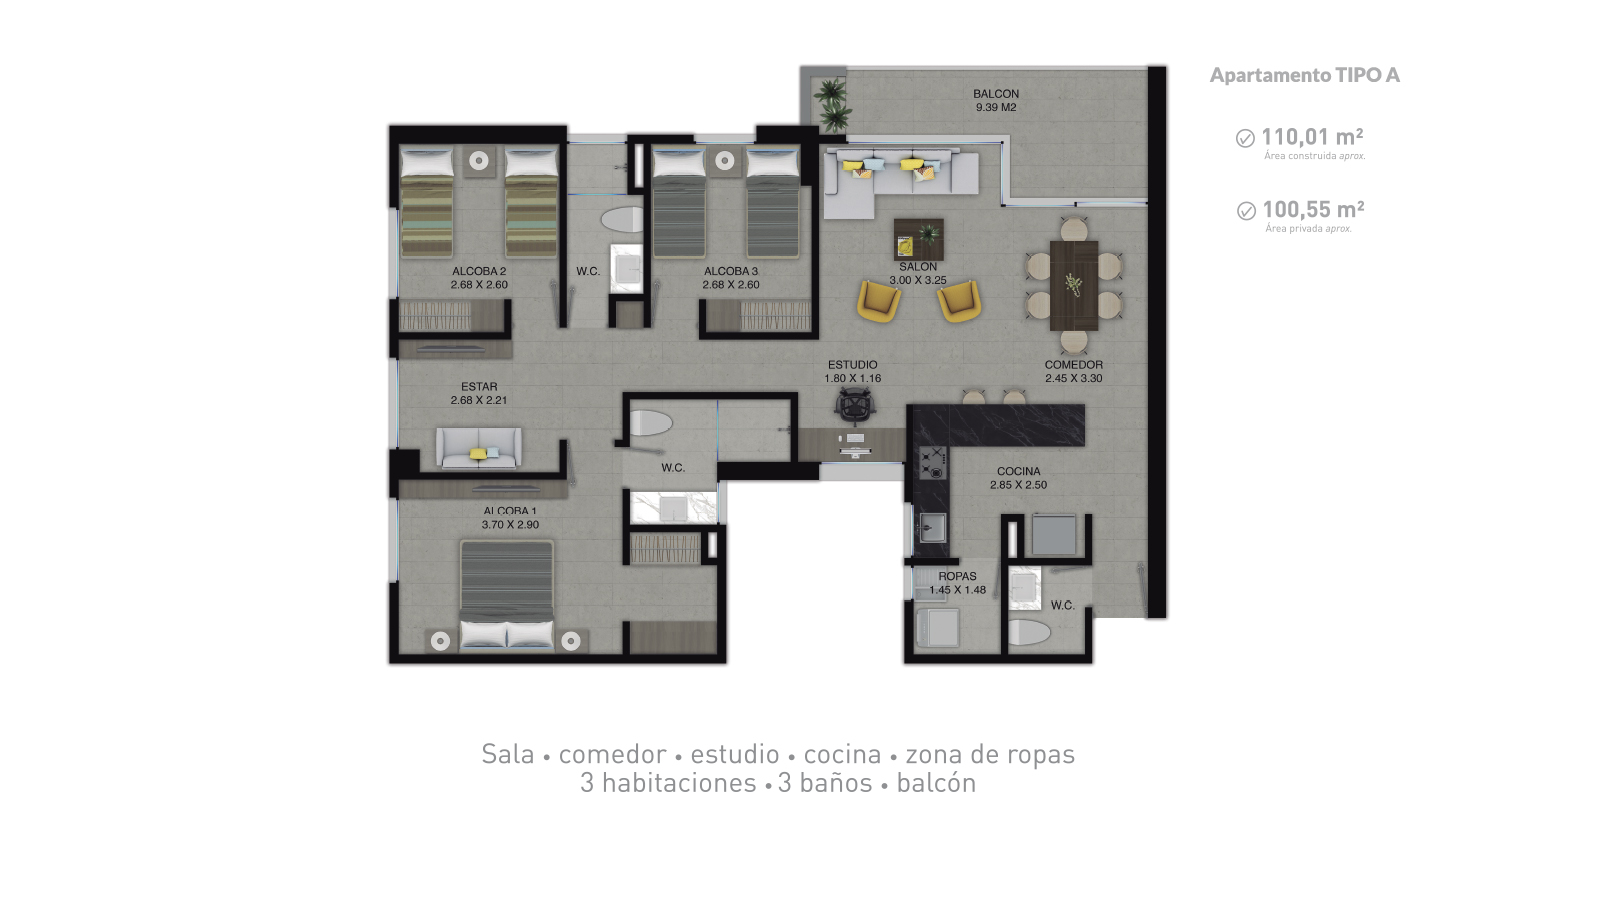 Apartamento TIPO A
110,01 m²
Área construida aprox.
100,55 m²
Área privada aprox.
BALCON
9.39 M2
ALCOBA 2
2.68 X 2.60
W.C.
ALCOBA 3
2.68 X 2.60
SALON
3.00 X 3.25
ESTAR
2.68 X 2.21
ESTUDIO
1.80 X 1.16
COMEDOR
2.45 X 3.30
W.C.
COCINA
2.85 X 2.50
ALCOBA 1
3.70 X 2.90
ROPAS
1.45 X 1.48
W.C.
Sala • comedor • estudio • cocina • zona de ropas
3 habitaciones • 3 baños • balcón